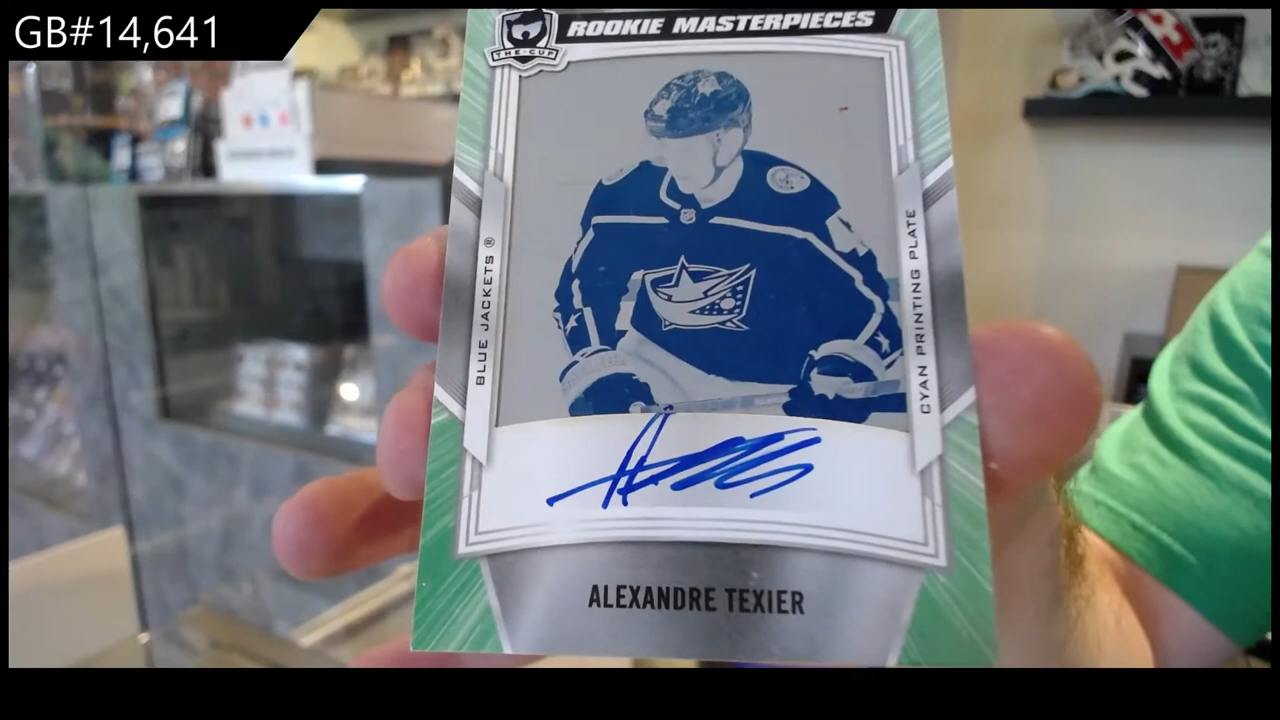 GB#14,641
THE-CUP
ROOKIE MASTERPIECES
BLUE JACKETS®
CYAN PRINTING PLATE
ALEXANDRE TEXIER